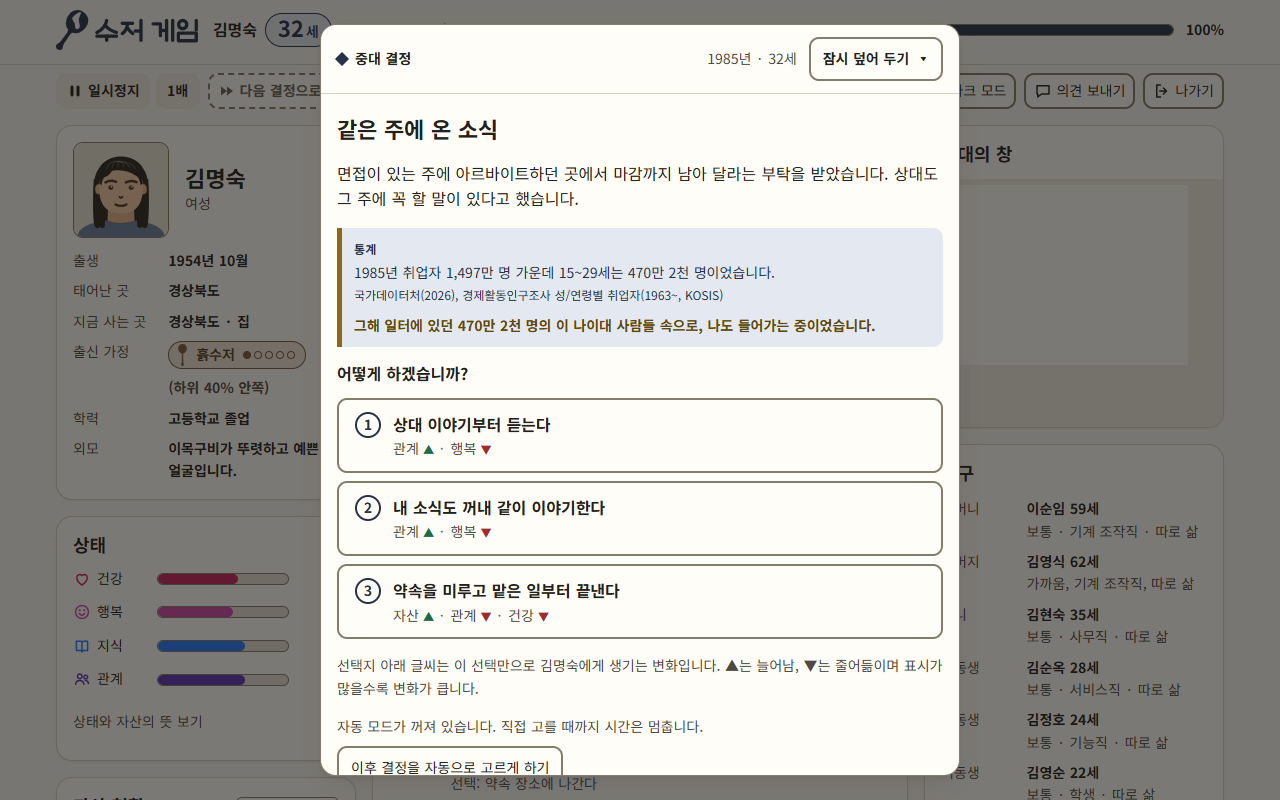 수저 게임 김명숙 32세
100%
일시정지 1배 다음 결정으로
크 모드 의견 보내기 나가기
중대 결정 1985년 · 32세 잠시 덮어 두기
같은 주에 온 소식
면접이 있는 주에 아르바이트하던 곳에서 마감까지 남아 달라는 부탁을 받았습니다. 상대도
그 주에 꼭 할 말이 있다고 했습니다.
통계
1985년 취업자 1,497만 명 가운데 15~29세는 470만 2천 명이었습니다.
국가데이터처(2026), 경제활동인구조사 성/연령별 취업자(1963~, KOSIS)
그해 일터에 있던 470만 2천 명의 이 나이대 사람들 속으로, 나도 들어가는 중이었습니다.
어떻게 하겠습니까?
1 상대 이야기부터 듣는다
관계 ▲ · 행복 ▼
2 내 소식도 꺼내 같이 이야기한다
관계 ▲ · 행복 ▼
3 약속을 미루고 맡은 일부터 끝낸다
자산 ▲ · 관계 ▼ · 건강 ▼
선택지 아래 글씨는 이 선택만으로 김명숙에게 생기는 변화입니다. ▲는 늘어남, ▼는 줄어듦이며 표시가
많을수록 변화가 큽니다.
자동 모드가 꺼져 있습니다. 직접 고를 때까지 시간은 멈춥니다.
이후 결정을 자동으로 고르게 하기
선택: 약속 장소에 나간다
김명숙
여성
출생 1954년 10월
태어난 곳 경상북도
지금 사는 곳 경상북도 · 집
출신 가정 흙수저
(하위 40% 안쪽)
학력 고등학교 졸업
외모 이목구비가 뚜렷하고 예쁜
얼굴입니다.
상태
건강
행복
지식
관계
상태와 자산의 뜻 보기
대의 창
구
머니 이순임 59세
보통 · 기계 조작직 · 따로 삶
버지 김영식 62세
가까움, 기계 조작직, 따로 삶
니 김현숙 35세
보통 · 사무직 · 따로 삶
동생 김순옥 28세
보통 · 서비스직 · 따로 삶
동생 김정호 24세
보통 · 기능직 · 따로 삶
동생 김영순 22세
보통 · 학생 · 따로 삶